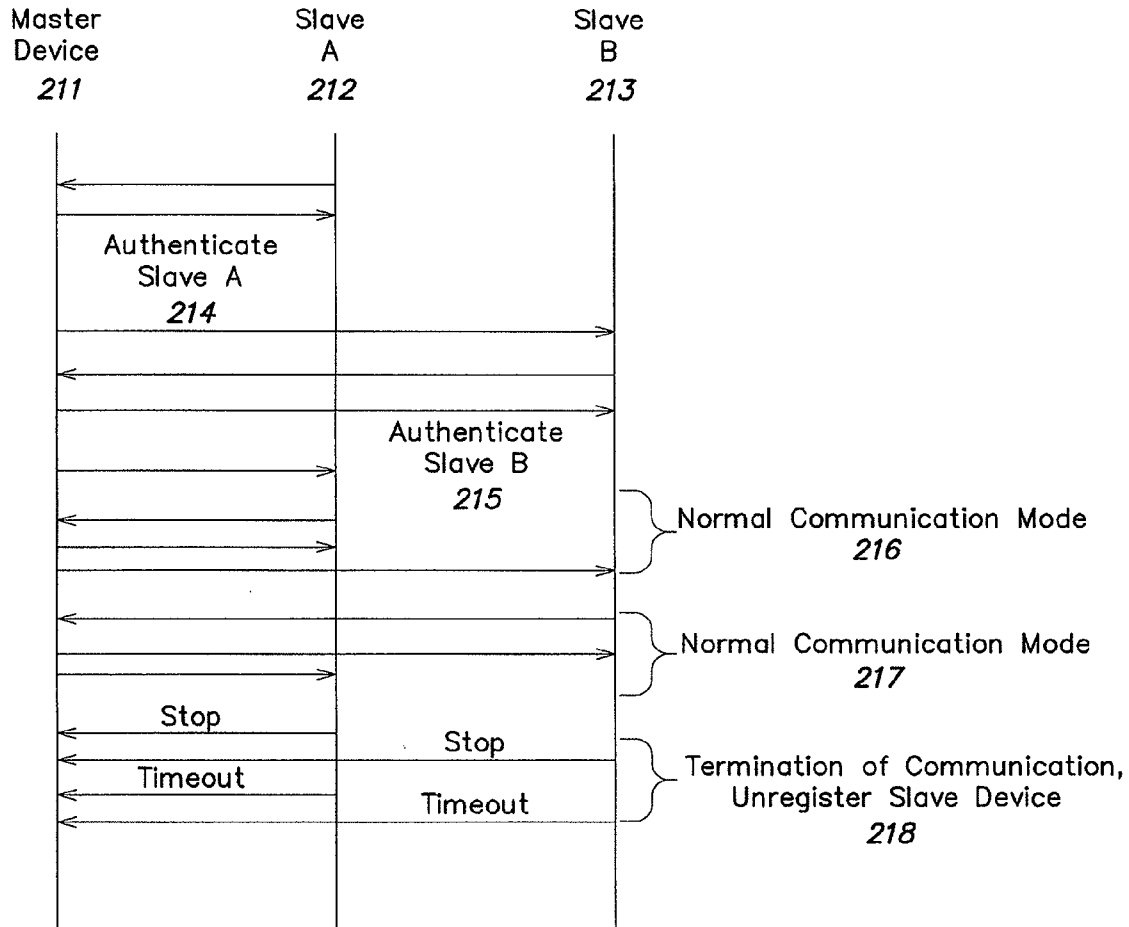 Master
Device
211
Slave
A
212
Slave
B
213
Authenticate
Slave A
214
Authenticate
Slave B
215
Normal Communication Mode
216
Normal Communication Mode
217
Stop
Stop
Timeout
Timeout
Termination of Communication,
Unregister Slave Device
218